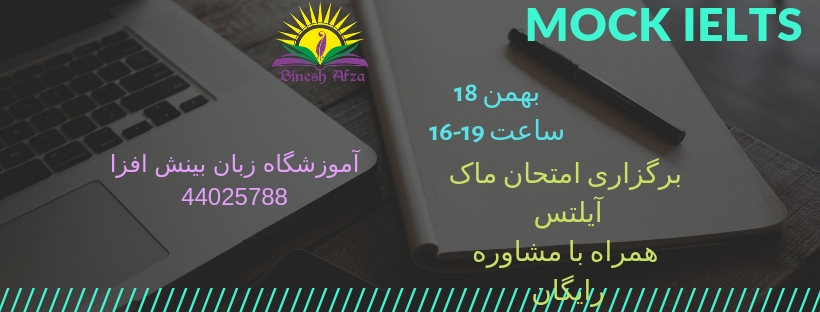 MOCK IELTS
Binesh Afza
18 بهمن
ساعت 16-19
برگزاری امتحان ماک
آیلتس
همراه با مشاوره
رایگان
آموزشگاه زبان بینش افزا
44025788